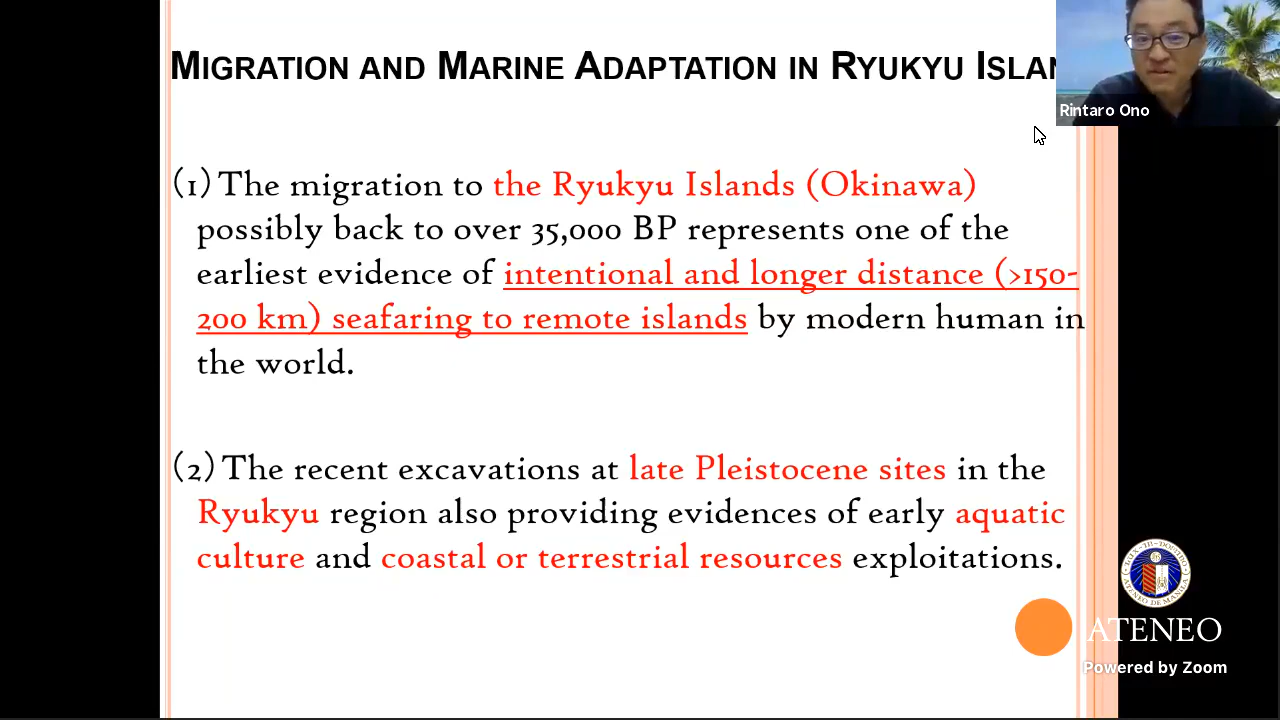 MIGRATION AND MARINE ADAPTATION IN RYUKYU ISLAN
Rintaro Ono
(1) The migration to the Ryukyu Islands (Okinawa)
possibly back to over 35,000 BP represents one of the
earliest evidence of intentional and longer distance (>150-
200 km) seafaring to remote islands by modern human in
the world.
(2) The recent excavations at late Pleistocene sites in the
Ryukyu region also providing evidences of early aquatic
culture and coastal or terrestrial resources exploitations.
ATENEO
Powered by Zoom